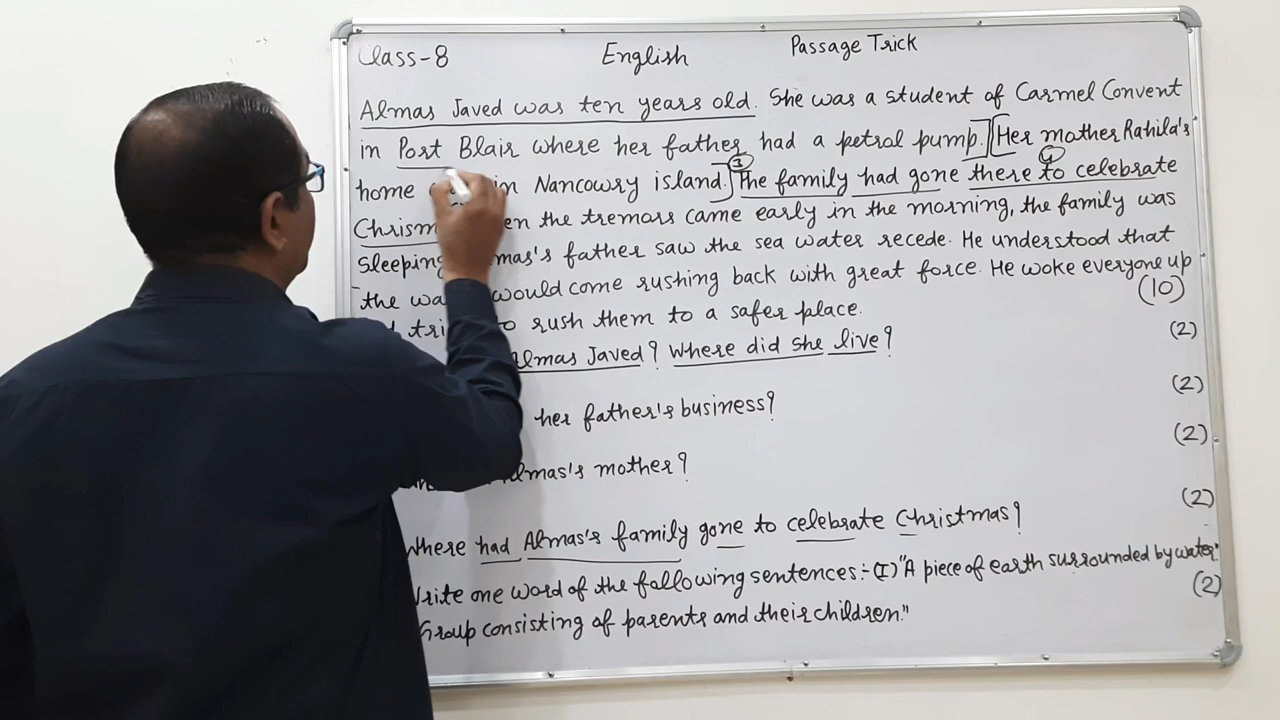 Class-8 English Passage Trick
Almas Javed was ten years old. She was a student of Carmel Convent
in Port Blair where her father had a petrol pump. Her mother Rahila's
home in Nancowry island. The family had gone there to celebrate
Chrism en the tremors came early in the morning, the family was
Sleeping mas's father saw the sea water recede. He understood that
the wa would come rushing back with great force. He woke everyone up
tri to rush them to a safer place. (10)
Almas Javed? Where did she live? (2)
her father's business? (2)
Almas's mother? (2)
Where had Almas's family gone to celebrate Christmas? (2)
Write one word of the following sentences:- (I) "A piece of earth surrounded by water."
Group consisting of parents and their children." (2)